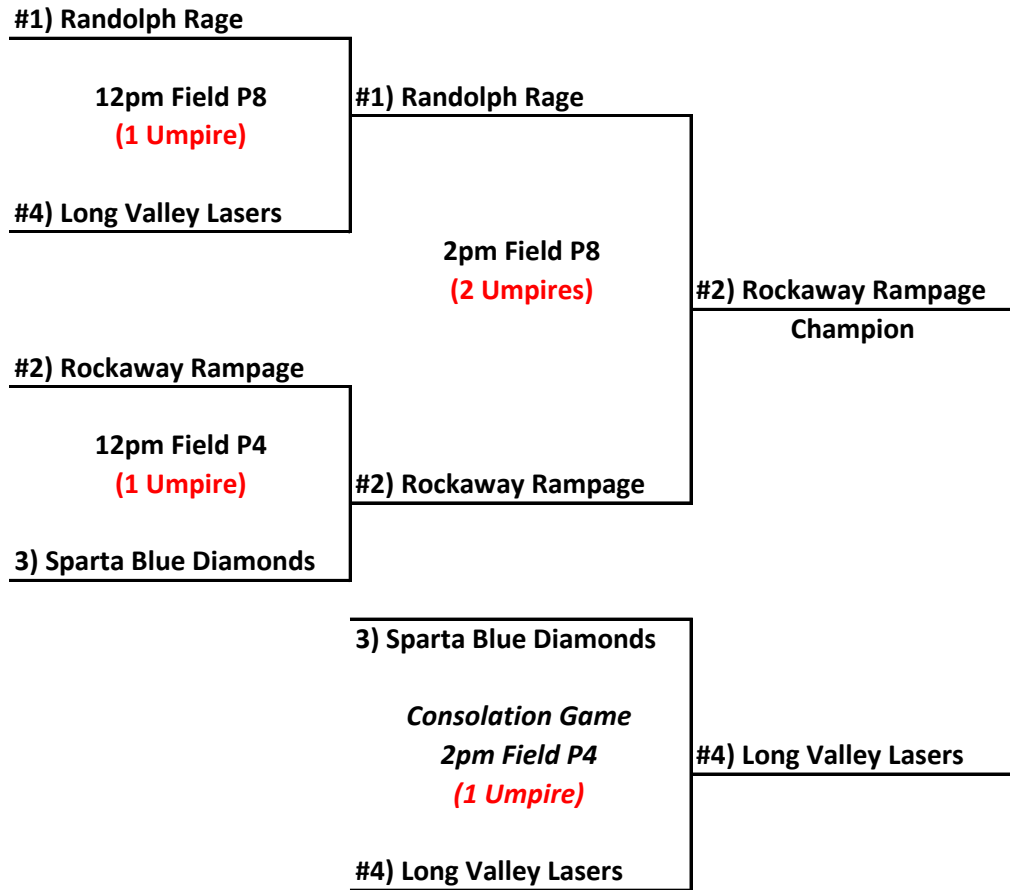 #1) Randolph Rage
12pm Field P8
(1 Umpire)
#4) Long Valley Lasers
#1) Randolph Rage
2pm Field P8
(2 Umpires)
#2) Rockaway Rampage
Champion
#2) Rockaway Rampage
12pm Field P4
(1 Umpire)
3) Sparta Blue Diamonds
#2) Rockaway Rampage
3) Sparta Blue Diamonds
Consolation Game
2pm Field P4
(1 Umpire)
#4) Long Valley Lasers
#4) Long Valley Lasers